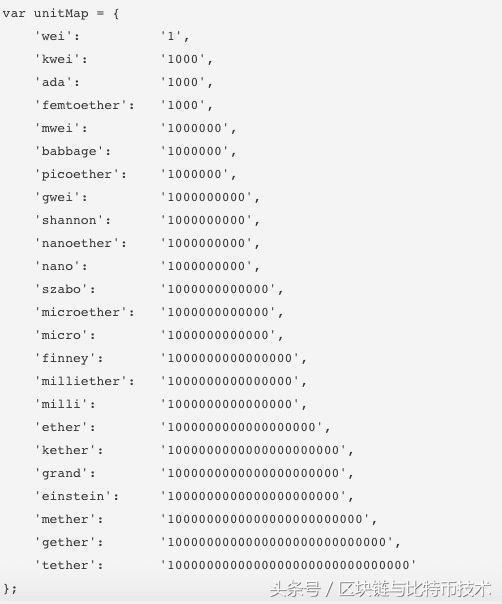 var unitMap = {
'wei': '1',
'kwei': '1000',
'ada': '1000',
'femtoether': '1000',
'mwei': '1000000',
'babbage': '1000000',
'picoether': '1000000',
'gwei': '1000000000',
'shannon': '1000000000',
'nanoether': '1000000000',
'nano': '1000000000',
'szabo': '1000000000000',
'microether': '1000000000000',
'micro': '1000000000000',
'finney': '1000000000000000',
'milliether': '1000000000000000',
'milli': '1000000000000000',
'ether': '1000000000000000000',
'kether': '1000000000000000000000',
'grand': '1000000000000000000000',
'einstein': '1000000000000000000000',
'mether': '1000000000000000000000000',
'gether': '1000000000000000000000000000',
'tether': '1000000000000000000000000000000'
};
头条号 / 区块链与比特币技术